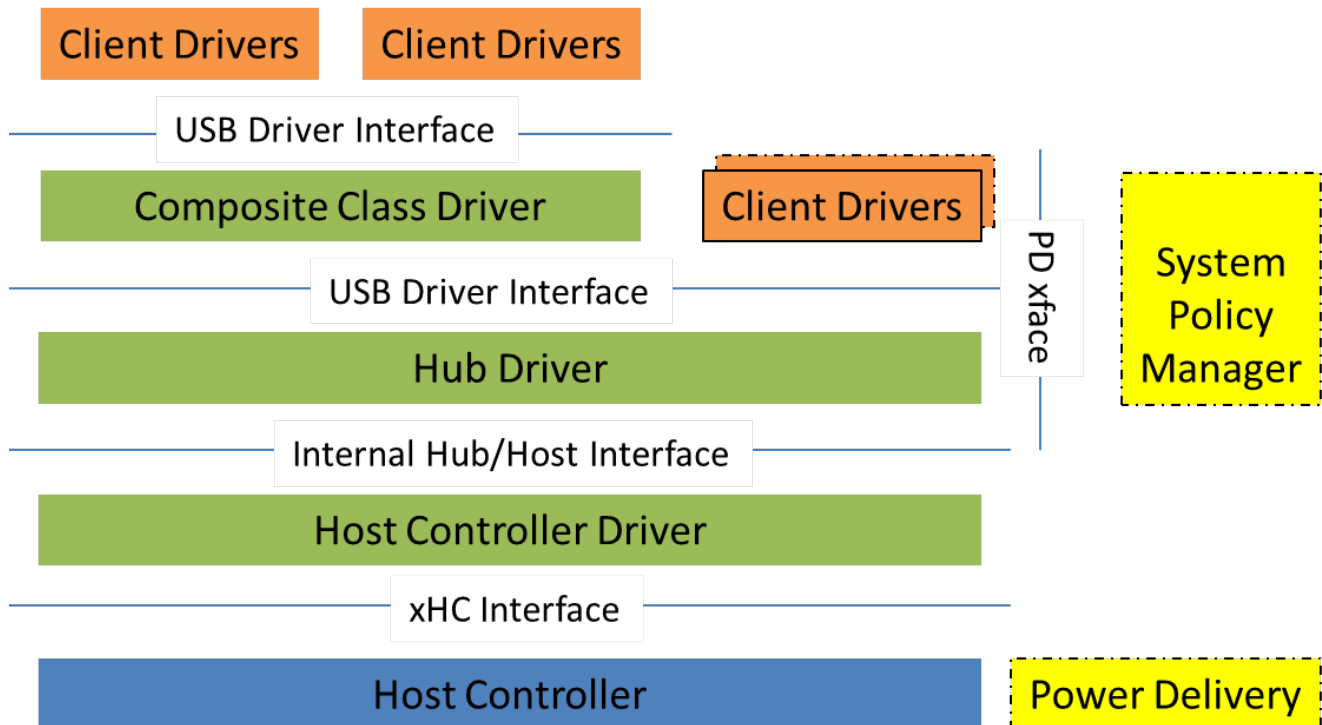 Client Drivers
Client Drivers
USB Driver Interface
Composite Class Driver
Client Drivers
PD xface
System
Policy
Manager
USB Driver Interface
Hub Driver
Internal Hub/Host Interface
Host Controller Driver
xHC Interface
Host Controller
Power Delivery